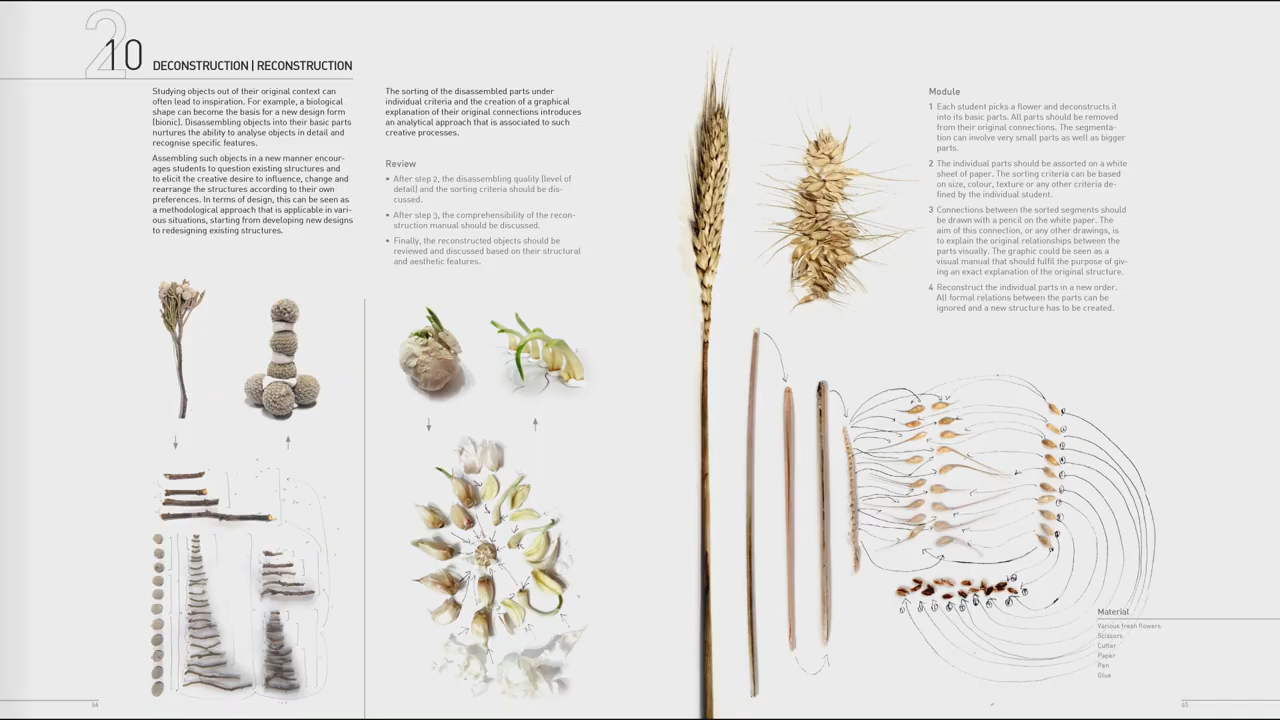 2
10
DECONSTRUCTION | RECONSTRUCTION
Studying objects out of their original context can
often lead to inspiration. For example, a biological
shape can become the basis for a new design form
(bionic). Disassembling objects into their basic parts
nurtures the ability to analyse objects in detail and
recognise specific features.
Assembling such objects in a new manner encour-
ages students to question existing structures and
to elicit the creative desire to influence, change and
rearrange the structures according to their own
preferences. In terms of design, this can be seen as
a methodological approach that is applicable in vari-
ous situations, starting from developing new designs
to redesigning existing structures.
The sorting of the disassembled parts under
individual criteria and the creation of a graphical
explanation of their original connections introduces
an analytical approach that is associated to such
creative processes.
Review
• After step 2, the disassembling quality (level of
detail) and the sorting criteria should be dis-
cussed.
• After step 3, the comprehensibility of the recon-
struction manual should be discussed.
• Finally, the reconstructed objects should be
reviewed and discussed based on their structural
and aesthetic features.
Module
1 Each student picks a flower and deconstructs it
into its basic parts. All parts should be removed
from their original connections. The segmenta-
tion can involve very small parts as well as bigger
parts.
2 The individual parts should be assorted on a white
sheet of paper. The sorting criteria can be based
on size, colour, texture or any other criteria de-
fined by the individual student.
3 Connections between the sorted segments should
be drawn with a pencil on the white paper. The
aim of this connection, or any other drawings, is
to explain the original relationships between the
parts visually. The graphic could be seen as a
visual manual that should fulfil the purpose of giv-
ing an exact explanation of the original structure.
4 Reconstruct the individual parts in a new order.
All formal relations between the parts can be
ignored and a new structure has to be created.
Material
Various fresh flowers
Scissors
Cutter
Paper
Pen
Glue
64
65